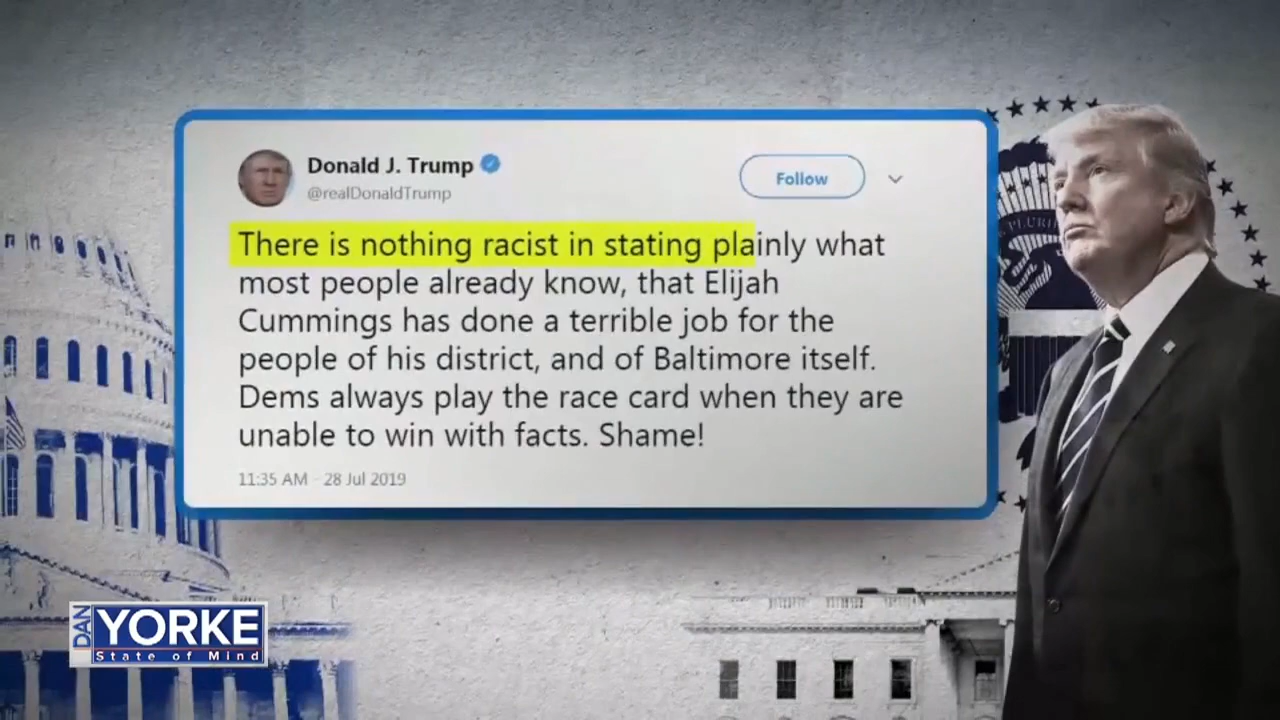 Donald J. Trump
@realDonaldTrump
Follow
There is nothing racist in stating plainly what
most people already know, that Elijah
Cummings has done a terrible job for the
people of his district, and of Baltimore itself.
Dems always play the race card when they are
unable to win with facts. Shame!
11:35 AM - 28 Jul 2019
DAN
YORKE
State of Mind